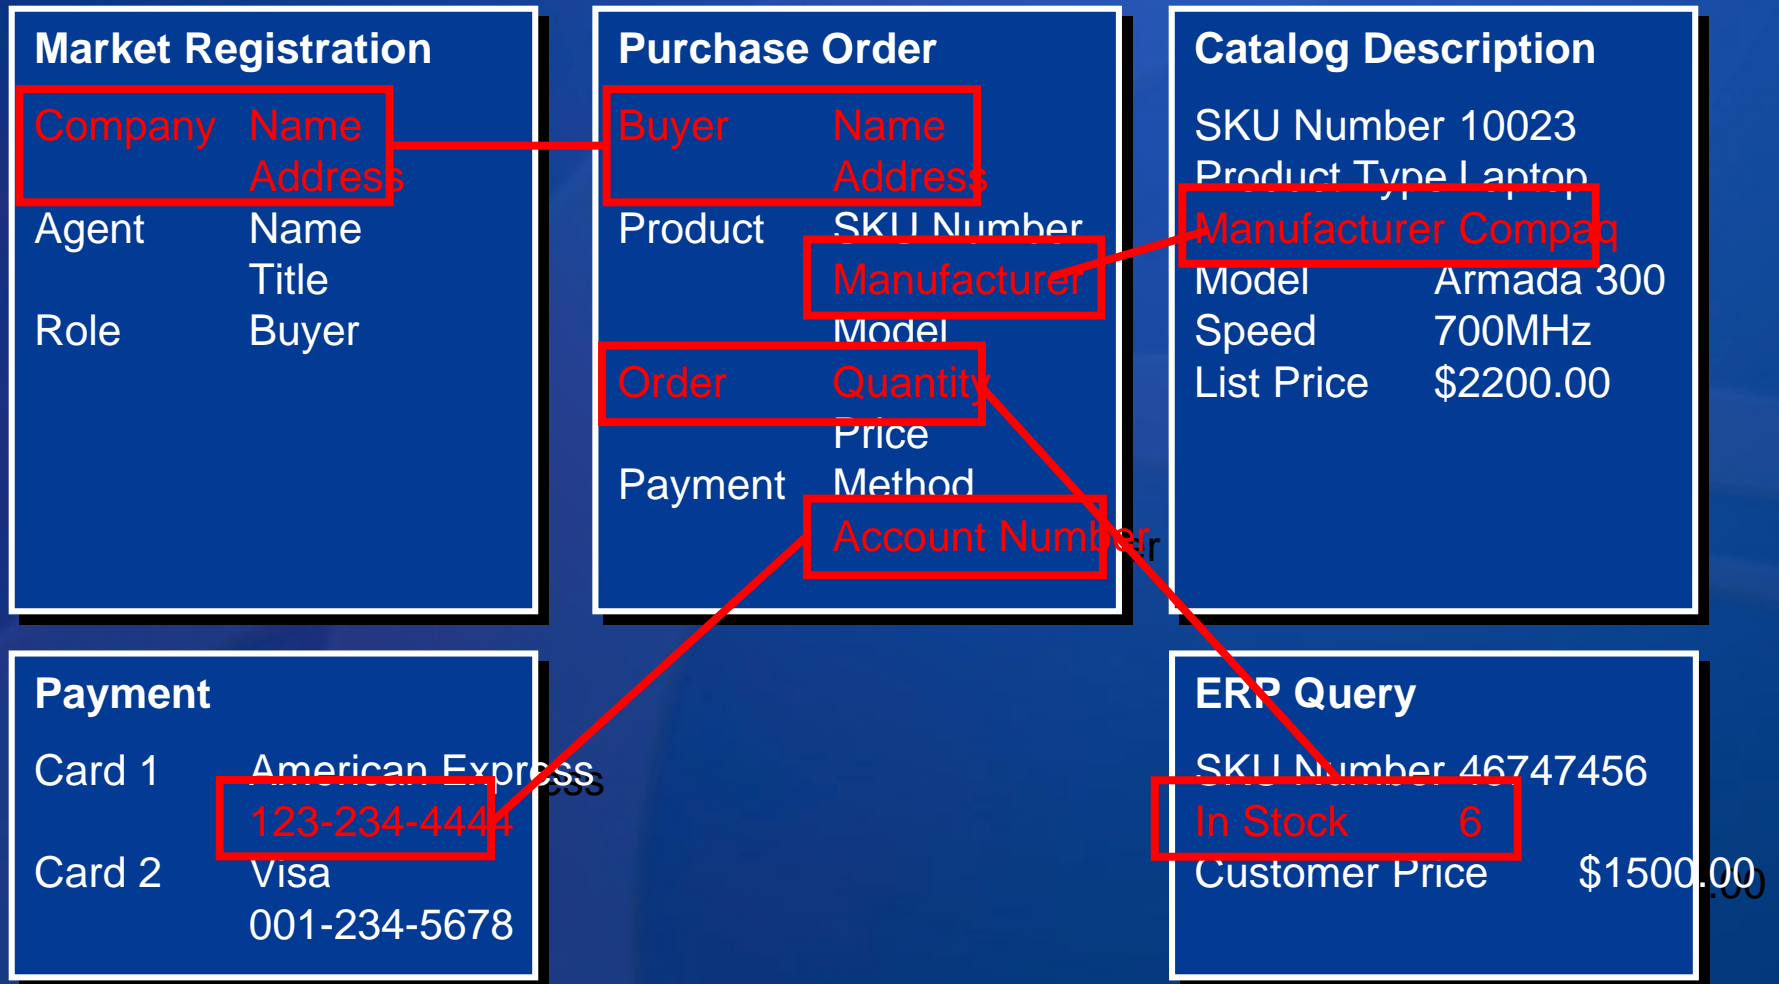 Market Registration
Company Name
Address
Agent Name
Title
Role Buyer
Purchase Order
Buyer Name
Address
Product SKU Number
Manufacturer
Model
Order Quantity
Price
Payment Method
Account Number
Catalog Description
SKU Number 10023
Product Type Laptop
Manufacturer Compaq
Model Armada 300
Speed 700MHz
List Price $2200.00
Payment
Card 1 American Express
123-234-4444
Card 2 Visa
001-234-5678
ERP Query
SKU Number 46747456
In Stock 6
Customer Price $1500.00